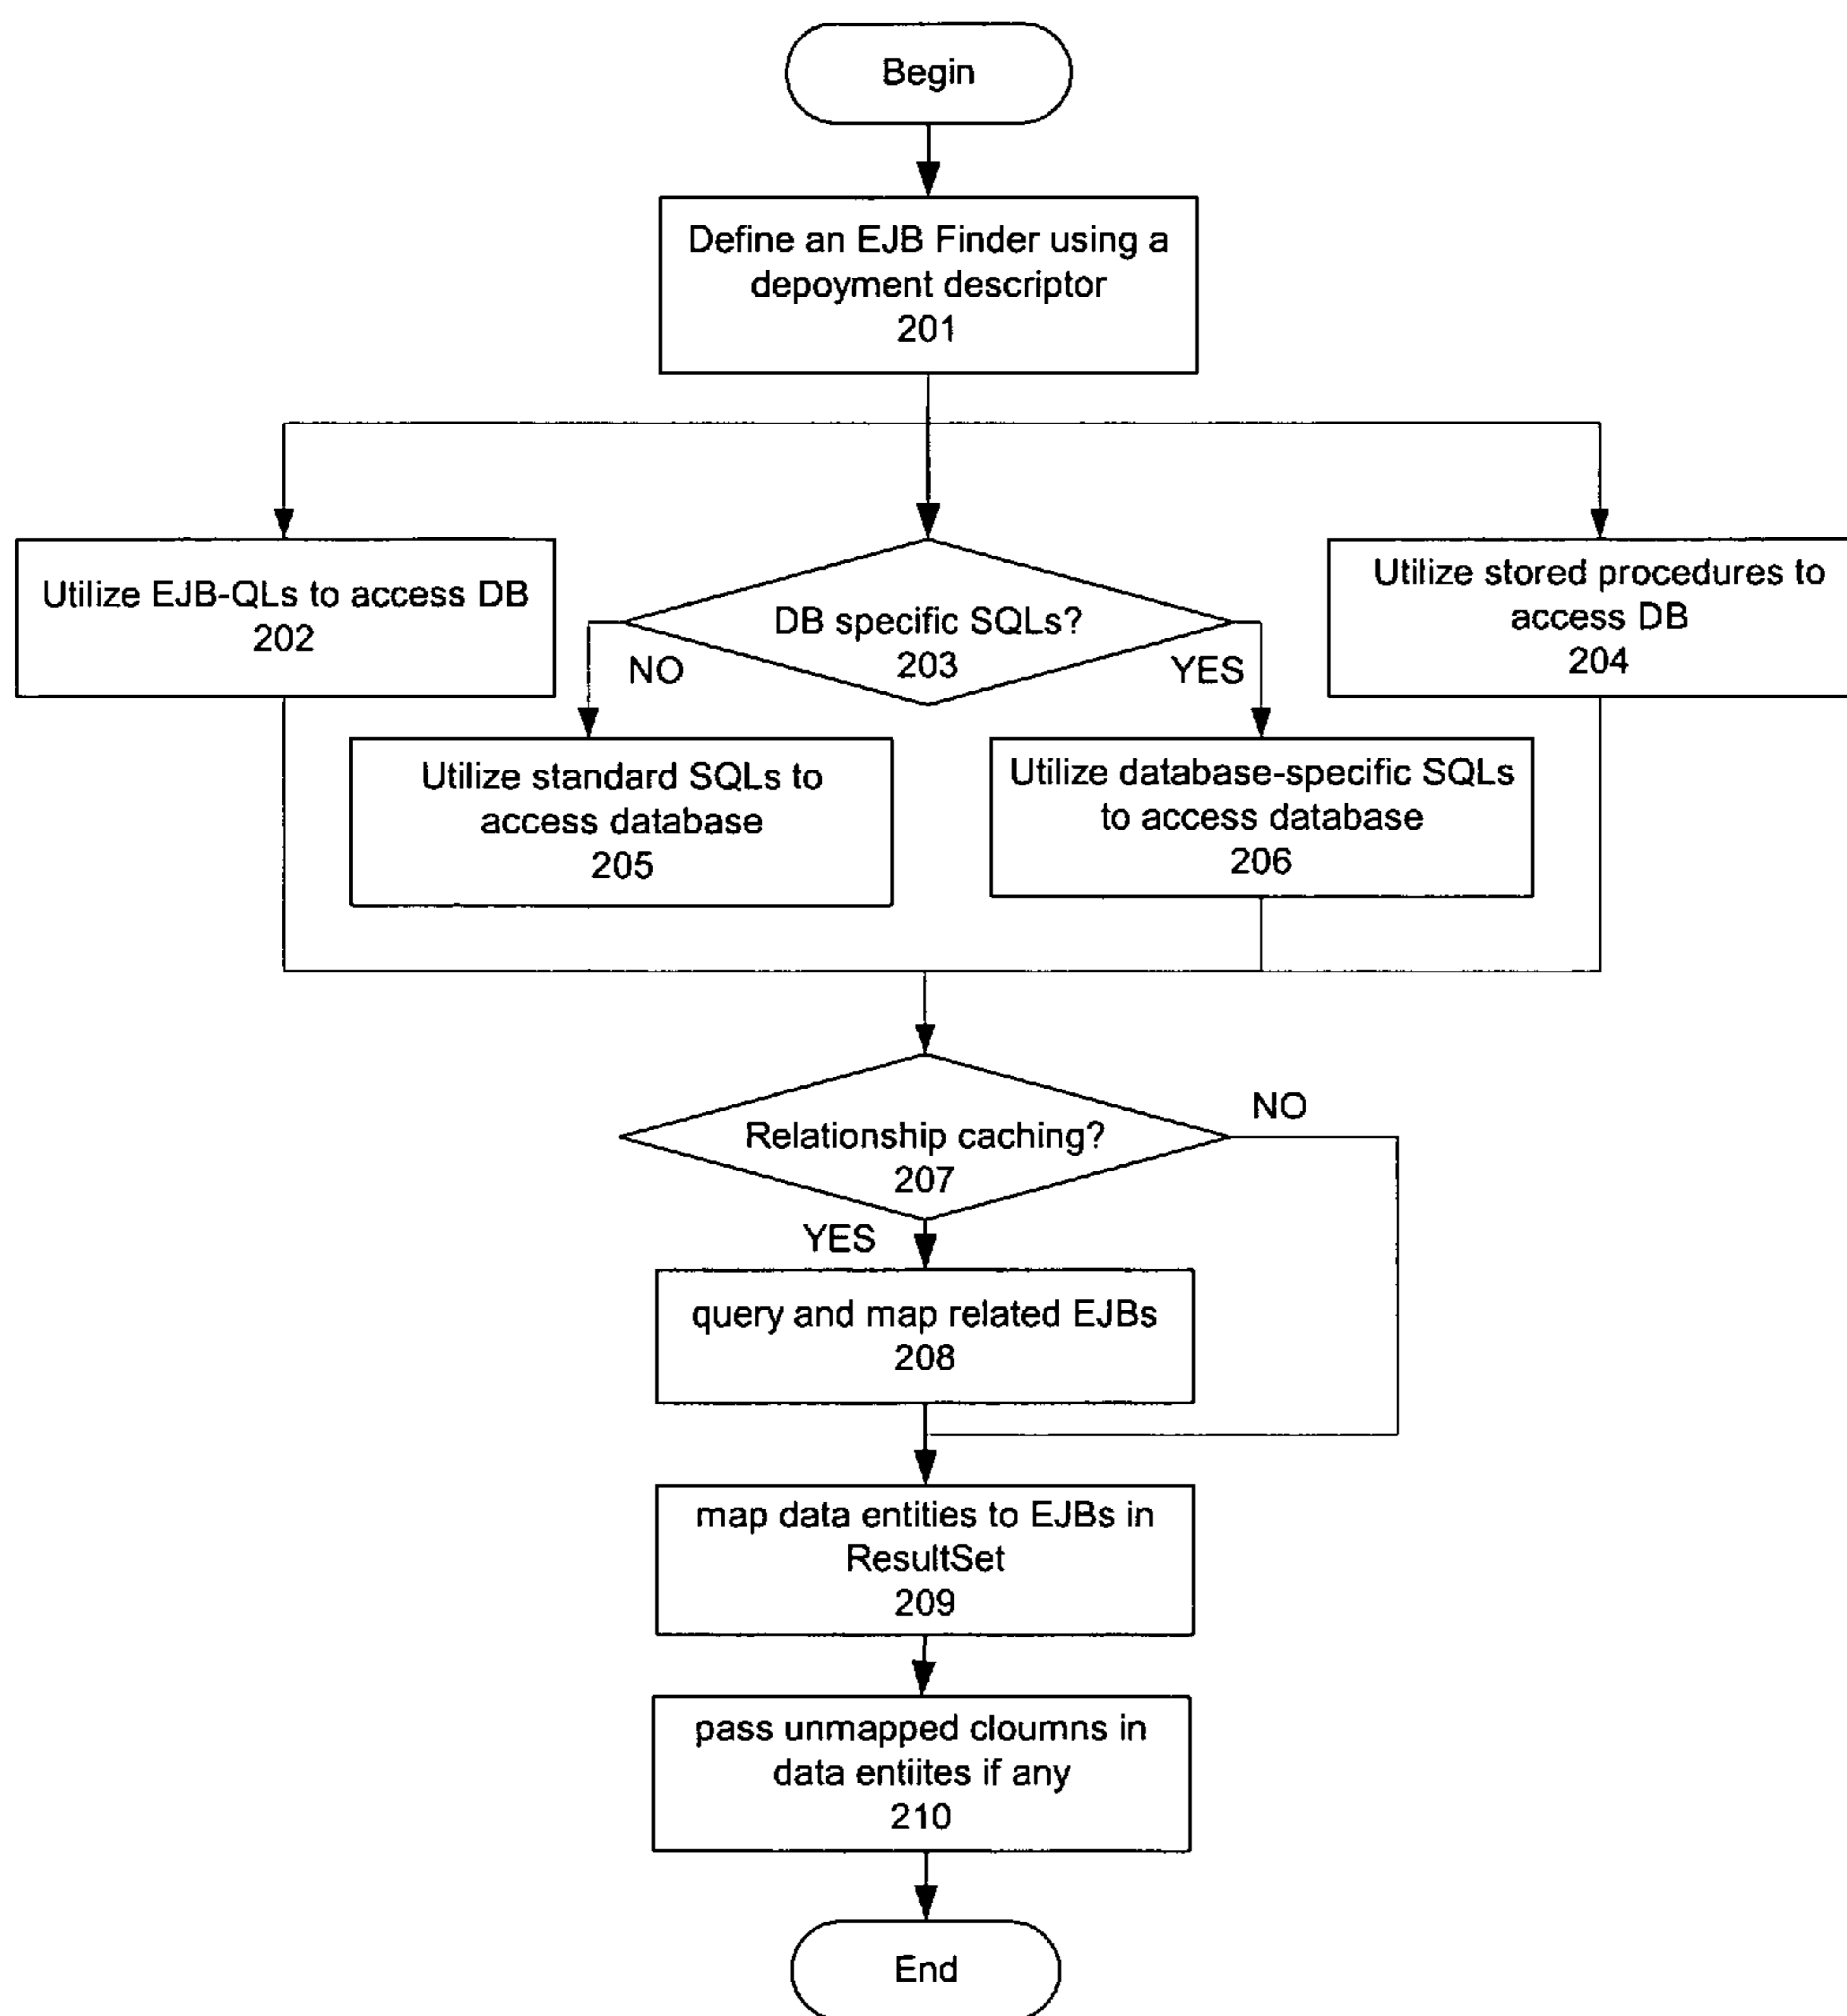 Begin
Define an EJB Finder using a
depoyment descriptor
201
Utilize EJB-QLs to access DB
202
DB specific SQLs?
203
Utilize stored procedures to
access DB
204
NO
YES
Utilize standard SQLs to
access database
205
Utilize database-specific SQLs
to access database
206
Relationship caching?
207
NO
YES
query and map related EJBs
208
map data entities to EJBs in
ResultSet
209
pass unmapped cloumns in
data entiites if any
210
End